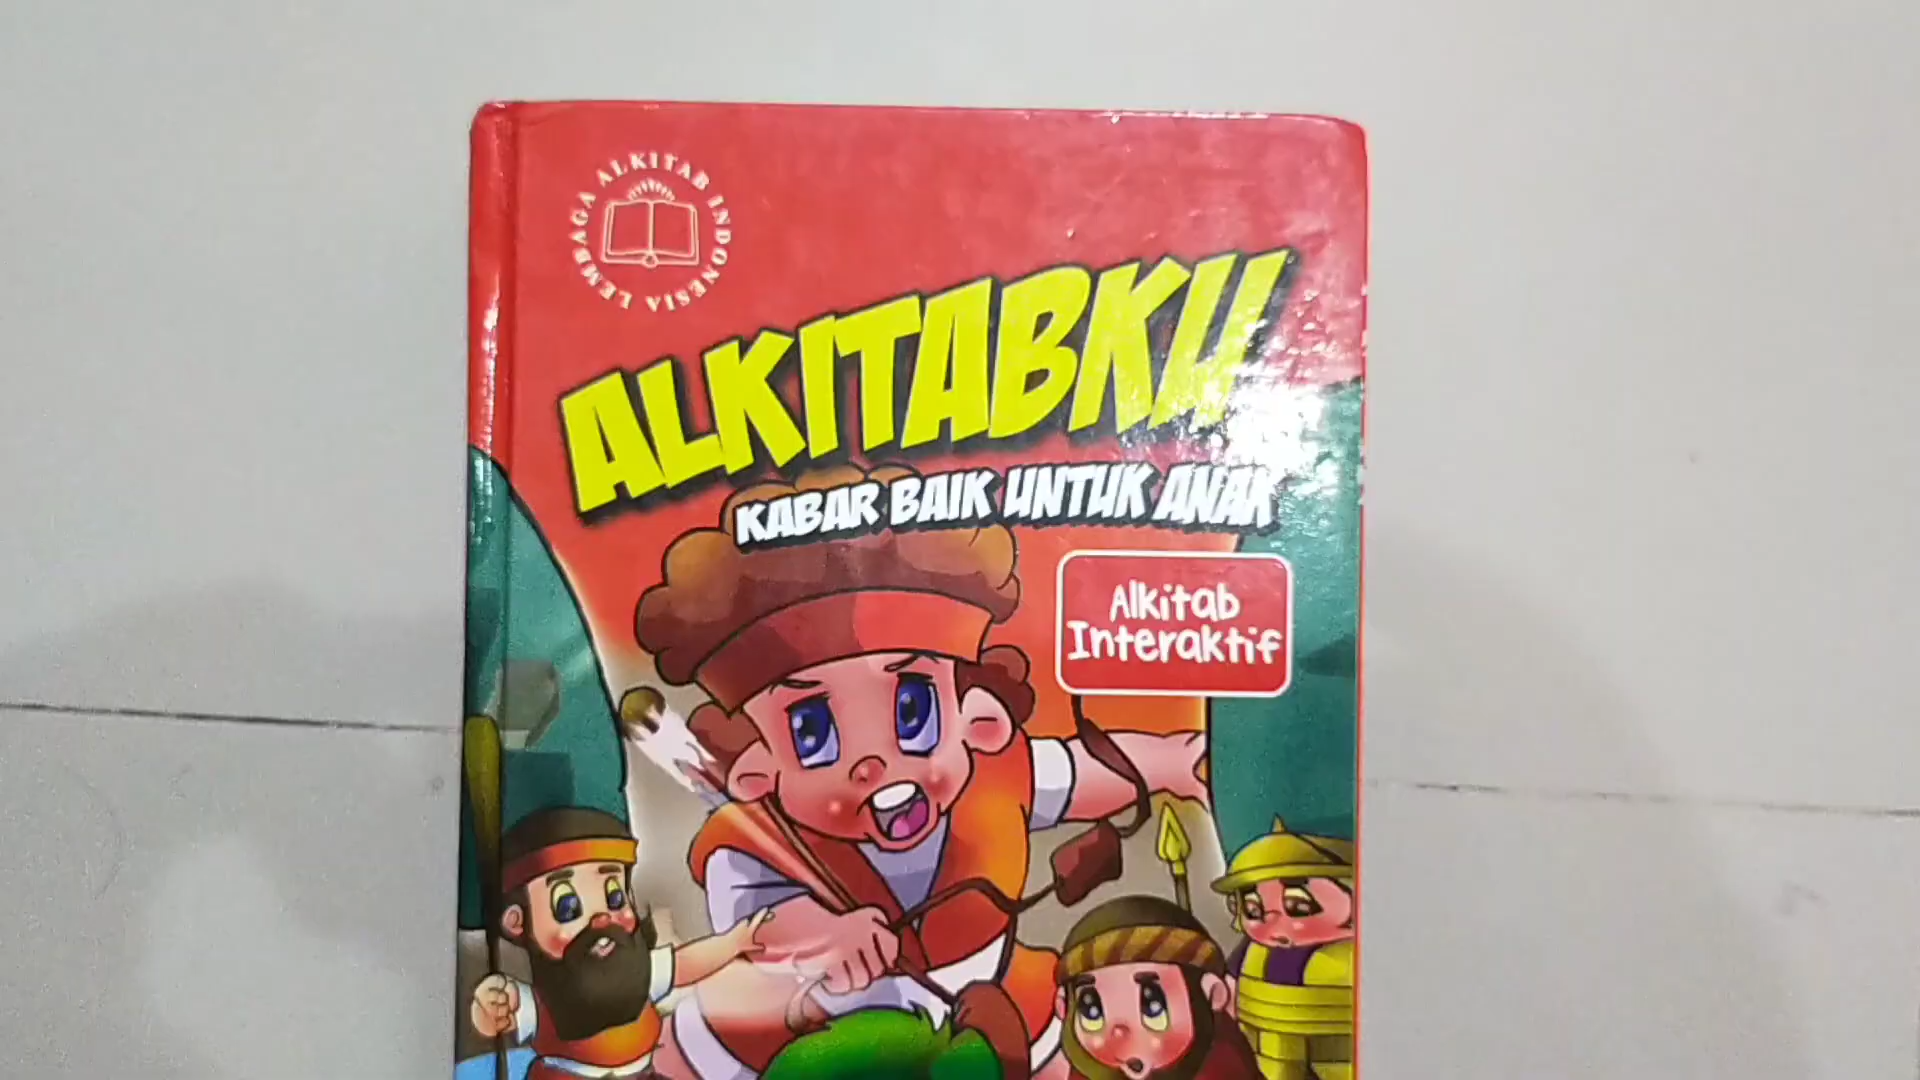 LEMBAGA ALKITAB INDONESIA
ALKITABKU
KABAR BAIK UNTUK ANAK
Alkitab
Interaktif